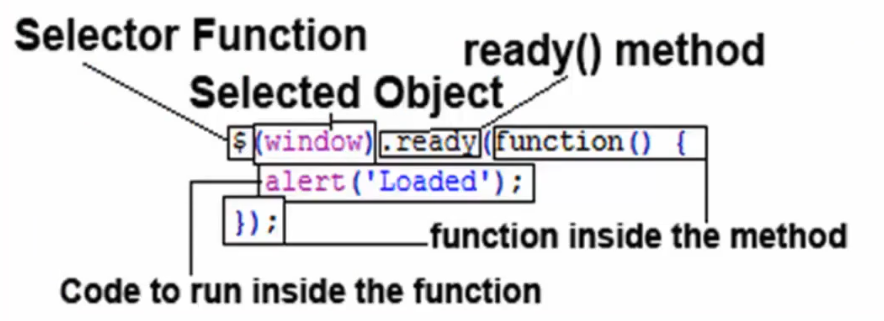 Selector Function
ready() method
Selected Object
$(window).ready(function() {
alert('Loaded');
});
function inside the method
Code to run inside the function